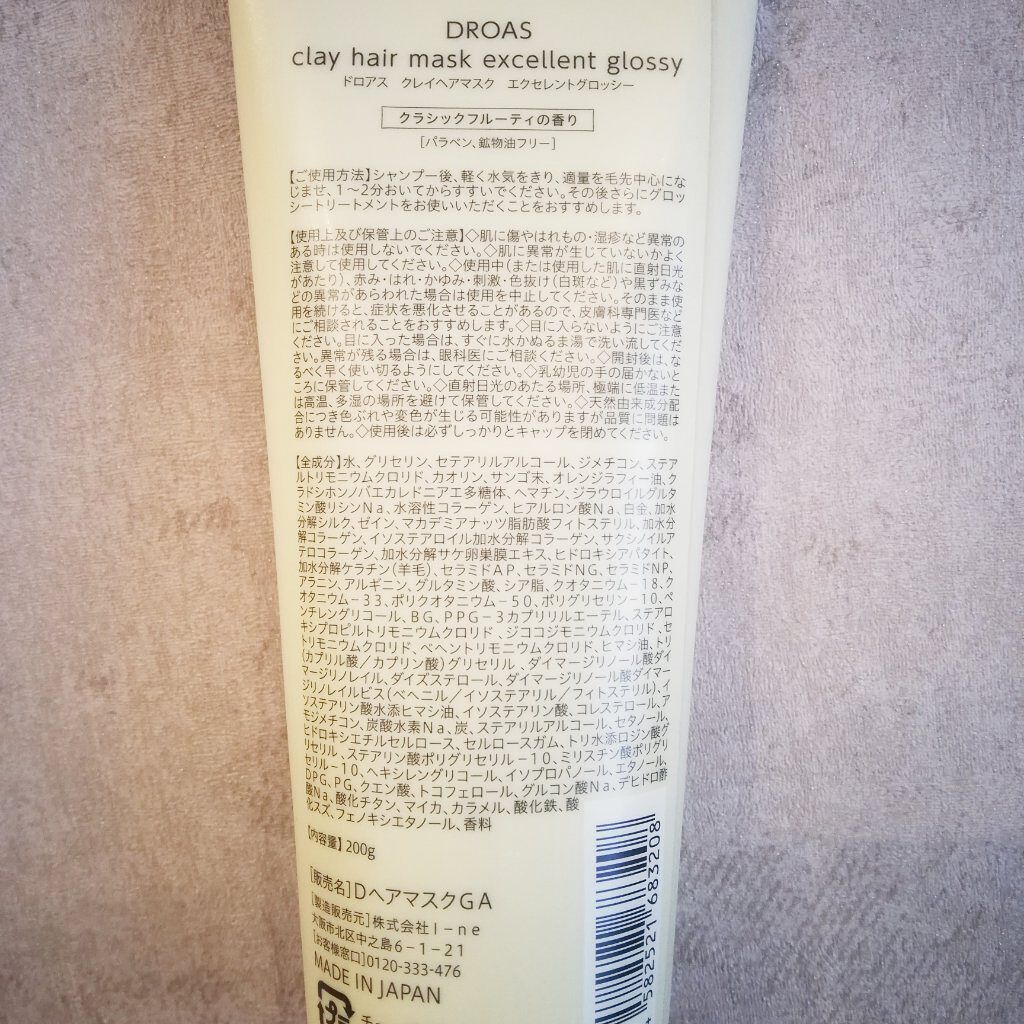 DROAS
clay hair mask excellent glossy
ドロアス クレイヘアマスク エクセレントグロッシー
クラシックフルーティの香り
[パラベン、鉱物油フリー]
【ご使用方法】シャンプー後、軽く水気をきり、適量を毛先中心にな
じませ、1〜2分おいてからすすいでください。その後さらにグロッ
シートリートメントをお使いいただくことをおすすめします。
【使用上及び保管上のご注意】◇肌に傷やはれもの・湿疹など異常の
ある時は使用しないでください。◇肌に異常が生じていないかよく
注意して使用してください。◇使用中(または使用した肌に直射日光
があたり)、赤み・はれ・かゆみ・刺激・色抜け(白斑など)や黒ずみな
どの異常があらわれた場合は使用を中止してください。そのまま使
用を続けると、症状を悪化させることがあるので、皮膚科専門医など
にご相談されることをおすすめします。◇目に入らないようにご注意
ください。目に入った場合は、すぐに水かぬるま湯で洗い流してくだ
さい。異常が残る場合は、眼科医にご相談ください。◇開封後は、な
るべく早く使い切るようにしてください。◇乳幼児の手の届かないと
ころに保管してください。◇直射日光のあたる場所、極端に低温また
は高温、多湿の場所を避けて保管してください。◇天然由来成分配
合につき色ぶれや変色が生じる可能性がありますが品質に問題は
ありません。◇使用後は必ずしっかりとキャップを閉めてください。
【全成分】水、グリセリン、セテアリルアルコール、ジメチコン、ステア
ルトリモニウムクロリド、カオリン、サンゴ末、オレンジラフィー油、ク
ラドシホンノバエカレドニアエ多糖体、ヘマチン、ジラウロイルグルタ
ミン酸リシンNa、水溶性コラーゲン、ヒアルロン酸Na、白金、加水
分解シルク、ゼイン、マカデミアナッツ脂肪酸フィトステリル、加水分
解コラーゲン、イソステアロイル加水分解コラーゲン、サクシノイルア
テロコラーゲン、加水分解サケ卵巣膜エキス、ヒドロキシアパタイト、
加水分解ケラチン(羊毛)、セラミドAP、セラミドNG、セラミドNP、
アラニン、アルギニン、グルタミン酸、シア脂、クオタニウム−18、ク
オタニウム−33、ポリクオタニウム−50、ポリグリセリン−10、ペ
ンチレングリコール、BG、PPG−3カプリリルエーテル、ステアロ
キシプロピルトリモニウムクロリド、ジココジモニウムクロリド、セ
トリモニウムクロリド、ベヘントリモニウムクロリド、ヒマシ油、トリ
(カプリル酸/カプリン酸)グリセリル、ダイマージリノール酸ダイ
マージリノレイル、ダイズステロール、ダイマージリノール酸ダイマー
ジリノレイルビス(ベヘニル/イソステアリル/フィトステリル)、イ
ソステアリン酸水添ヒマシ油、イソステアリン酸、コレステロール、ア
モジメチコン、炭酸水素Na、炭、ステアリルアルコール、セタノール、
ヒドロキシエチルセルロース、セルロースガム、トリ水添ロジン酸グ
リセリル、ステアリン酸ポリグリセリル−10、ミリスチン酸ポリグリ
セリル−10、ヘキシレングリコール、イソプロパノール、エタノール、
DPG、PG、クエン酸、トコフェロール、グルコン酸Na、デヒドロ酢
酸Na、酸化チタン、マイカ、カラメル、酸化鉄、酸
化スズ、フェノキシエタノール、香料
【内容量】200g
[販売名]DヘアマスクGA
[製造販売元]株式会社I−ne
大阪市北区中之島6−1−21
[お客様窓口]0120-333-476
MADE IN JAPAN
4 582521 683208